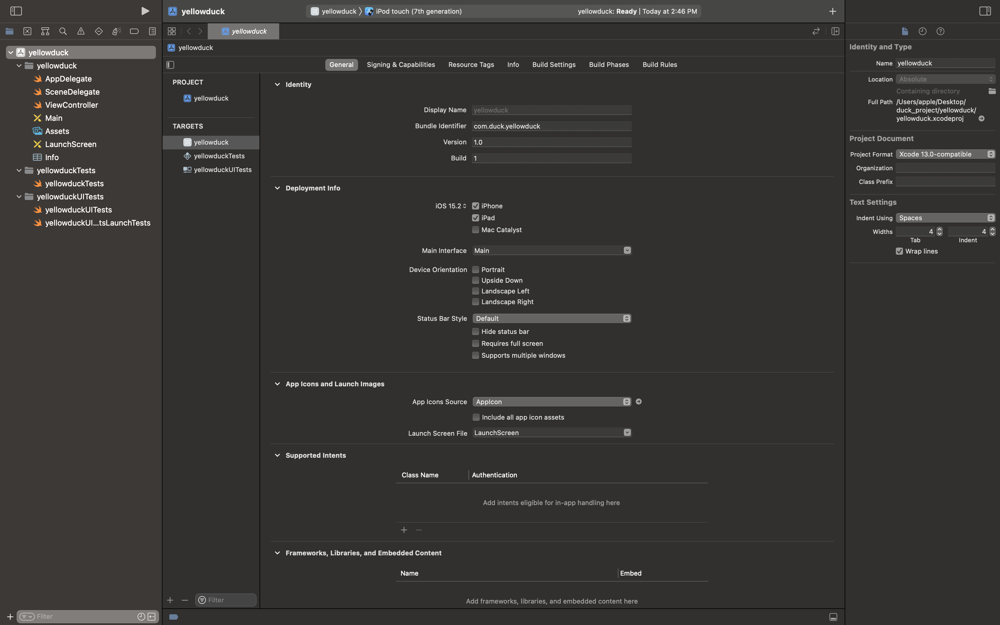 yellowduck
yellowduck
iPod touch (7th generation)
yellowduck: Ready | Today at 2:46 PM
yellowduck
yellowduck
yellowduck
AppDelegate
SceneDelegate
ViewController
Main
Assets
LaunchScreen
Info
yellowduckTests
yellowduckTests
yellowduckUITests
yellowduckUITests
yellowduckUI...tsLaunchTests
Filter
yellowduck
General
Signing & Capabilities
Resource Tags
Info
Build Settings
Build Phases
Build Rules
PROJECT
yellowduck
TARGETS
yellowduck
yellowduckTests
yellowduckUITests
Filter
Identity
Display Name yellowduck
Bundle Identifier com.duck.yellowduck
Version 1.0
Build 1
Deployment Info
iOS 15.2 iPhone
iPad
Mac Catalyst
Main Interface Main
Device Orientation Portrait
Upside Down
Landscape Left
Landscape Right
Status Bar Style Default
Hide status bar
Requires full screen
Supports multiple windows
App Icons and Launch Images
App Icons Source AppIcon
Include all app icon assets
Launch Screen File LaunchScreen
Supported Intents
Class Name Authentication
Add intents eligible for in-app handling here
Frameworks, Libraries, and Embedded Content
Name Embed
Add frameworks, libraries, and embedded content here
Identity and Type
Name yellowduck
Location Absolute
Containing directory
Full Path /Users/apple/Desktop/
duck_project/yellowduck/
yellowduck.xcodeproj
Project Document
Project Format Xcode 13.0-compatible
Organization
Class Prefix
Text Settings
Indent Using Spaces
Widths 4 4
Tab Indent
Wrap lines